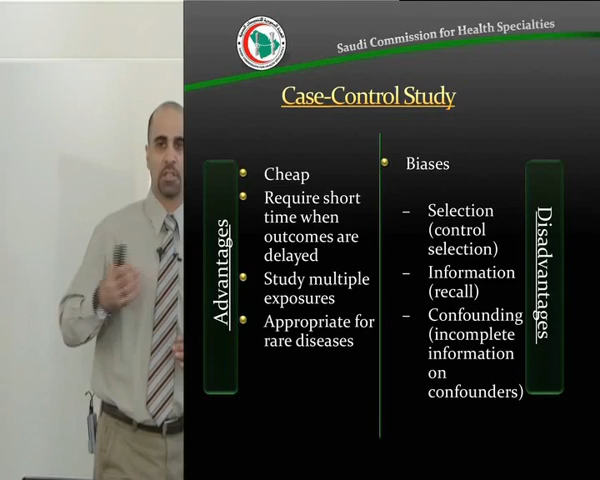 Saudi Commission for Health Specialties
Case-Control Study
Advantages
Cheap
Require short
time when
outcomes are
delayed
Study multiple
exposures
Appropriate for
rare diseases
Biases
– Selection
(control
selection)
– Information
(recall)
– Confounding
(incomplete
information
on
confounders)
Disadvantages